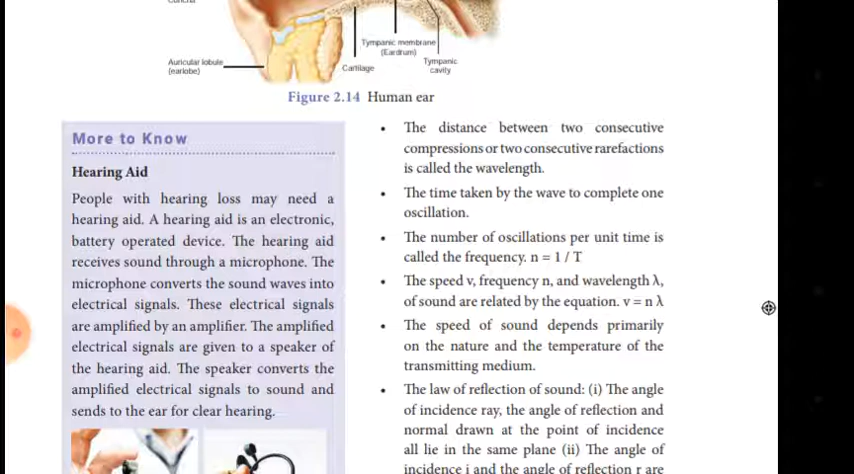 Tympanic membrane
(Eardrum)
Auricular lobule
(earlobe)
Tympanic
cavity
Cartilage
Figure 2.14 Human ear
More to Know
Hearing Aid
People with hearing loss may need a
hearing aid. A hearing aid is an electronic,
battery operated device. The hearing aid
receives sound through a microphone. The
microphone converts the sound waves into
electrical signals. These electrical signals
are amplified by an amplifier. The amplified
electrical signals are given to a speaker of
the hearing aid. The speaker converts the
amplified electrical signals to sound and
sends to the ear for clear hearing.
• The distance between two consecutive
compressions or two consecutive rarefactions
is called the wavelength.
• The time taken by the wave to complete one
oscillation.
• The number of oscillations per unit time is
called the frequency. n = 1 / T
• The speed v, frequency n, and wavelength λ,
of sound are related by the equation. v = n λ
• The speed of sound depends primarily
on the nature and the temperature of the
transmitting medium.
• The law of reflection of sound: (i) The angle
of incidence ray, the angle of reflection and
normal drawn at the point of incidence
all lie in the same plane (ii) The angle of
incidence i and the angle of reflection r are